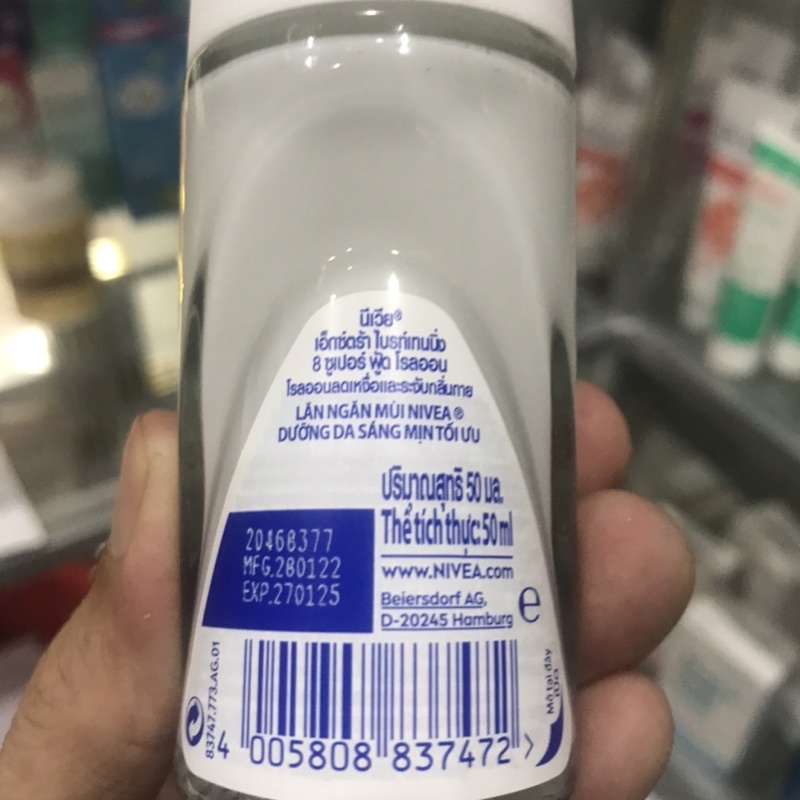 นีเวีย®
เอ็กซ์ตร้า ไบรท์เทนนิ่ง
8 ซูเปอร์ ฟู้ด โรลออน
โรลออนลดเหงื่อและระงับกลิ่นกาย
LĂN NGĂN MÙI NIVEA®
DƯỠNG DA SÁNG MỊN TỐI ƯU
ปริมาณสุทธิ 50 มล.
Thể tích thực: 50 ml
20468377
MFG.280122
EXP.270125
www.NIVEA.com
Beiersdorf AG,
D-20245 Hamburg
e
83747.773.AG.01
4 005808 837472 >
Mở tại đây